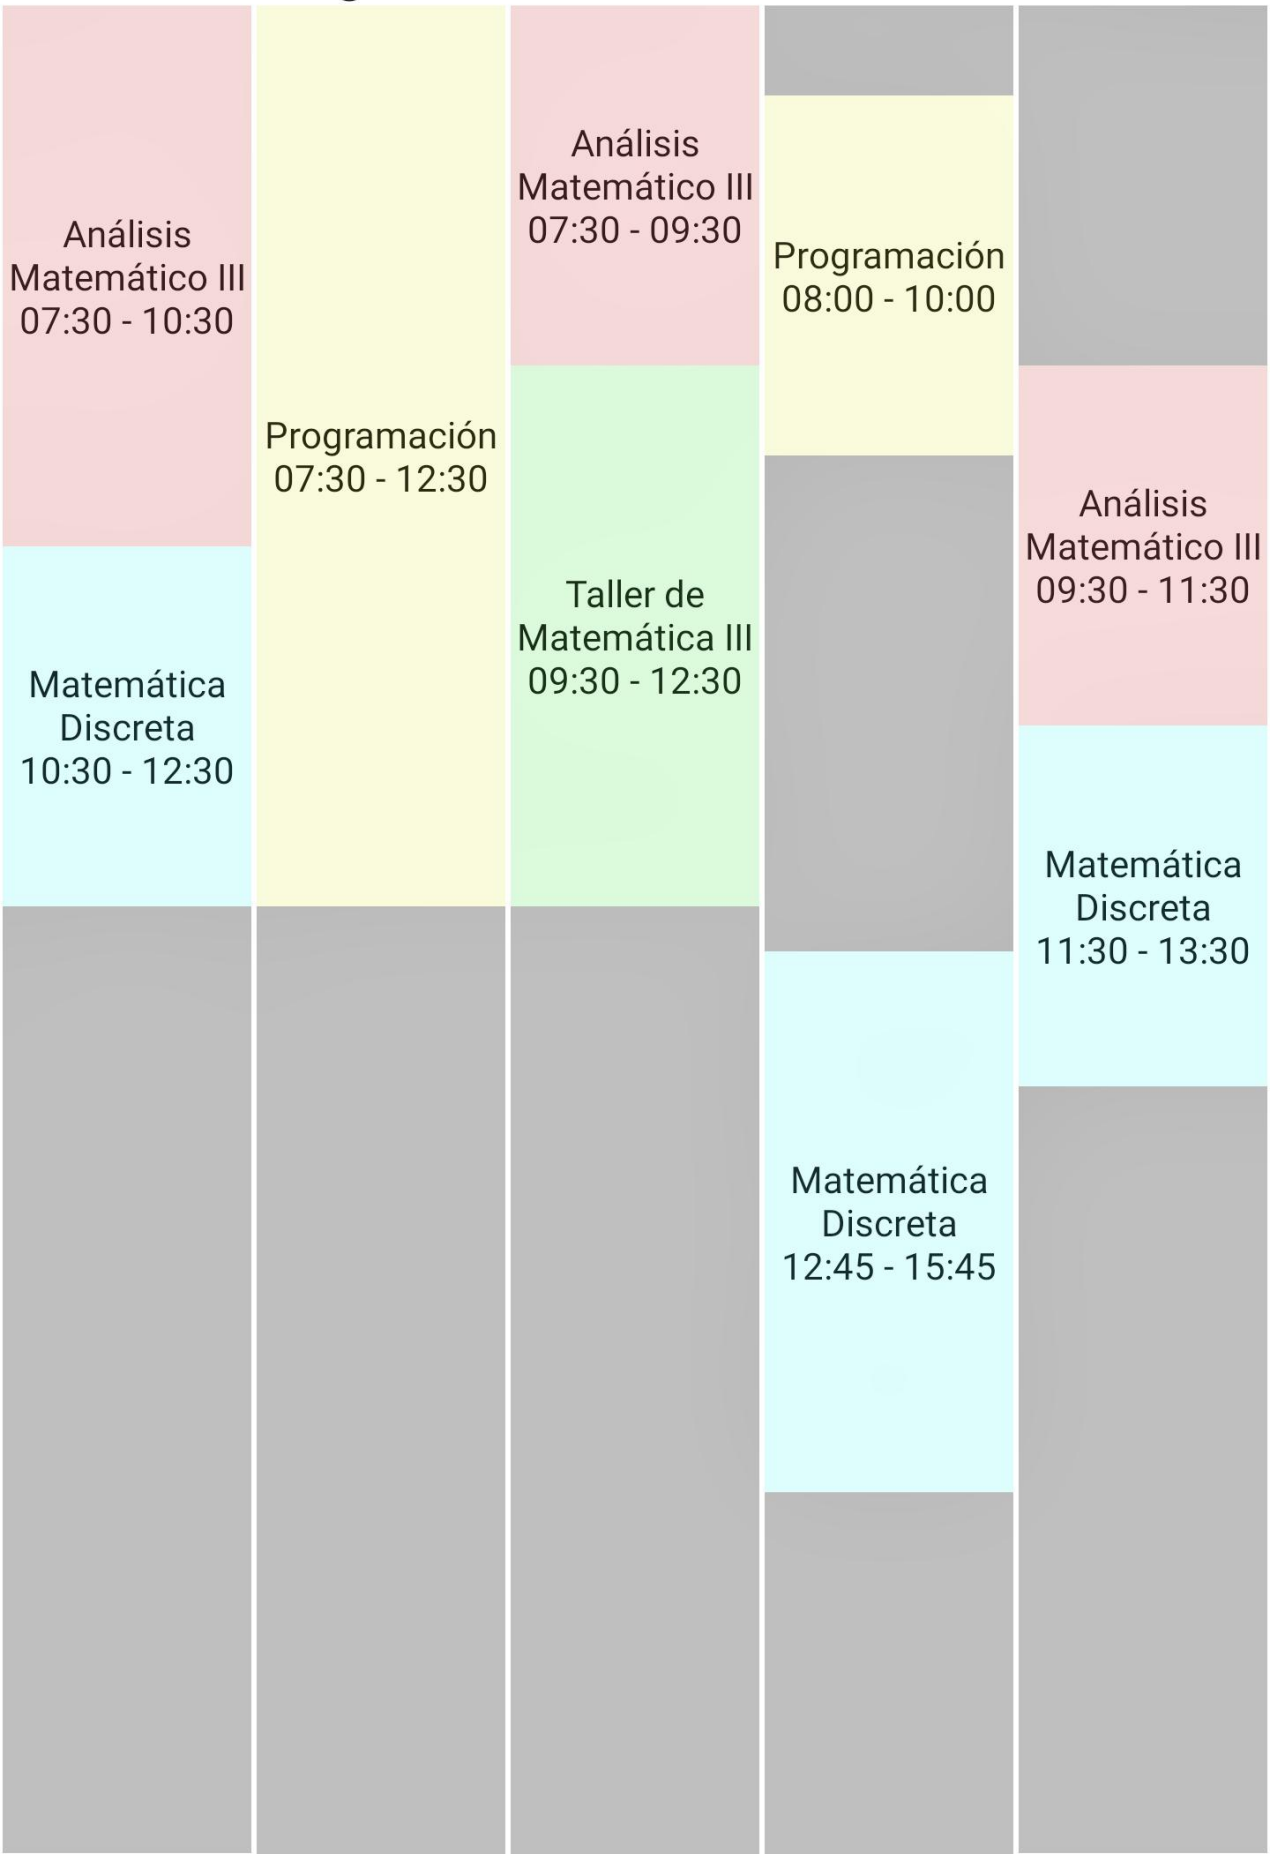 Análisis
Matemático III
07:30 - 10:30
Matemática
Discreta
10:30 - 12:30
Programación
07:30 - 12:30
Análisis
Matemático III
07:30 - 09:30
Taller de
Matemática III
09:30 - 12:30
Programación
08:00 - 10:00
Matemática
Discreta
12:45 - 15:45
Análisis
Matemático III
09:30 - 11:30
Matemática
Discreta
11:30 - 13:30